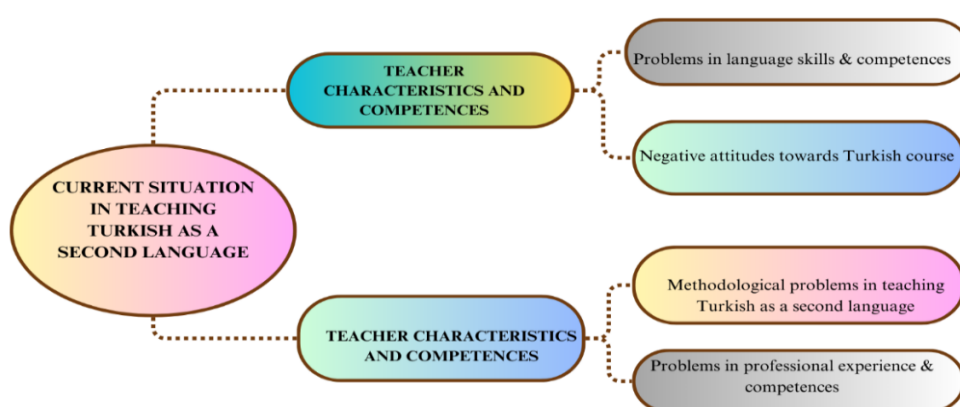 CURRENT SITUATION
IN TEACHING
TURKISH AS A
SECOND LANGUAGE
TEACHER
CHARACTERISTICS AND
COMPETENCES
Problems in language skills & competences
Negative attitudes towards Turkish course
TEACHER CHARACTERISTICS
AND COMPETENCES
Methodological problems in teaching
Turkish as a second language
Problems in professional experience &
competences